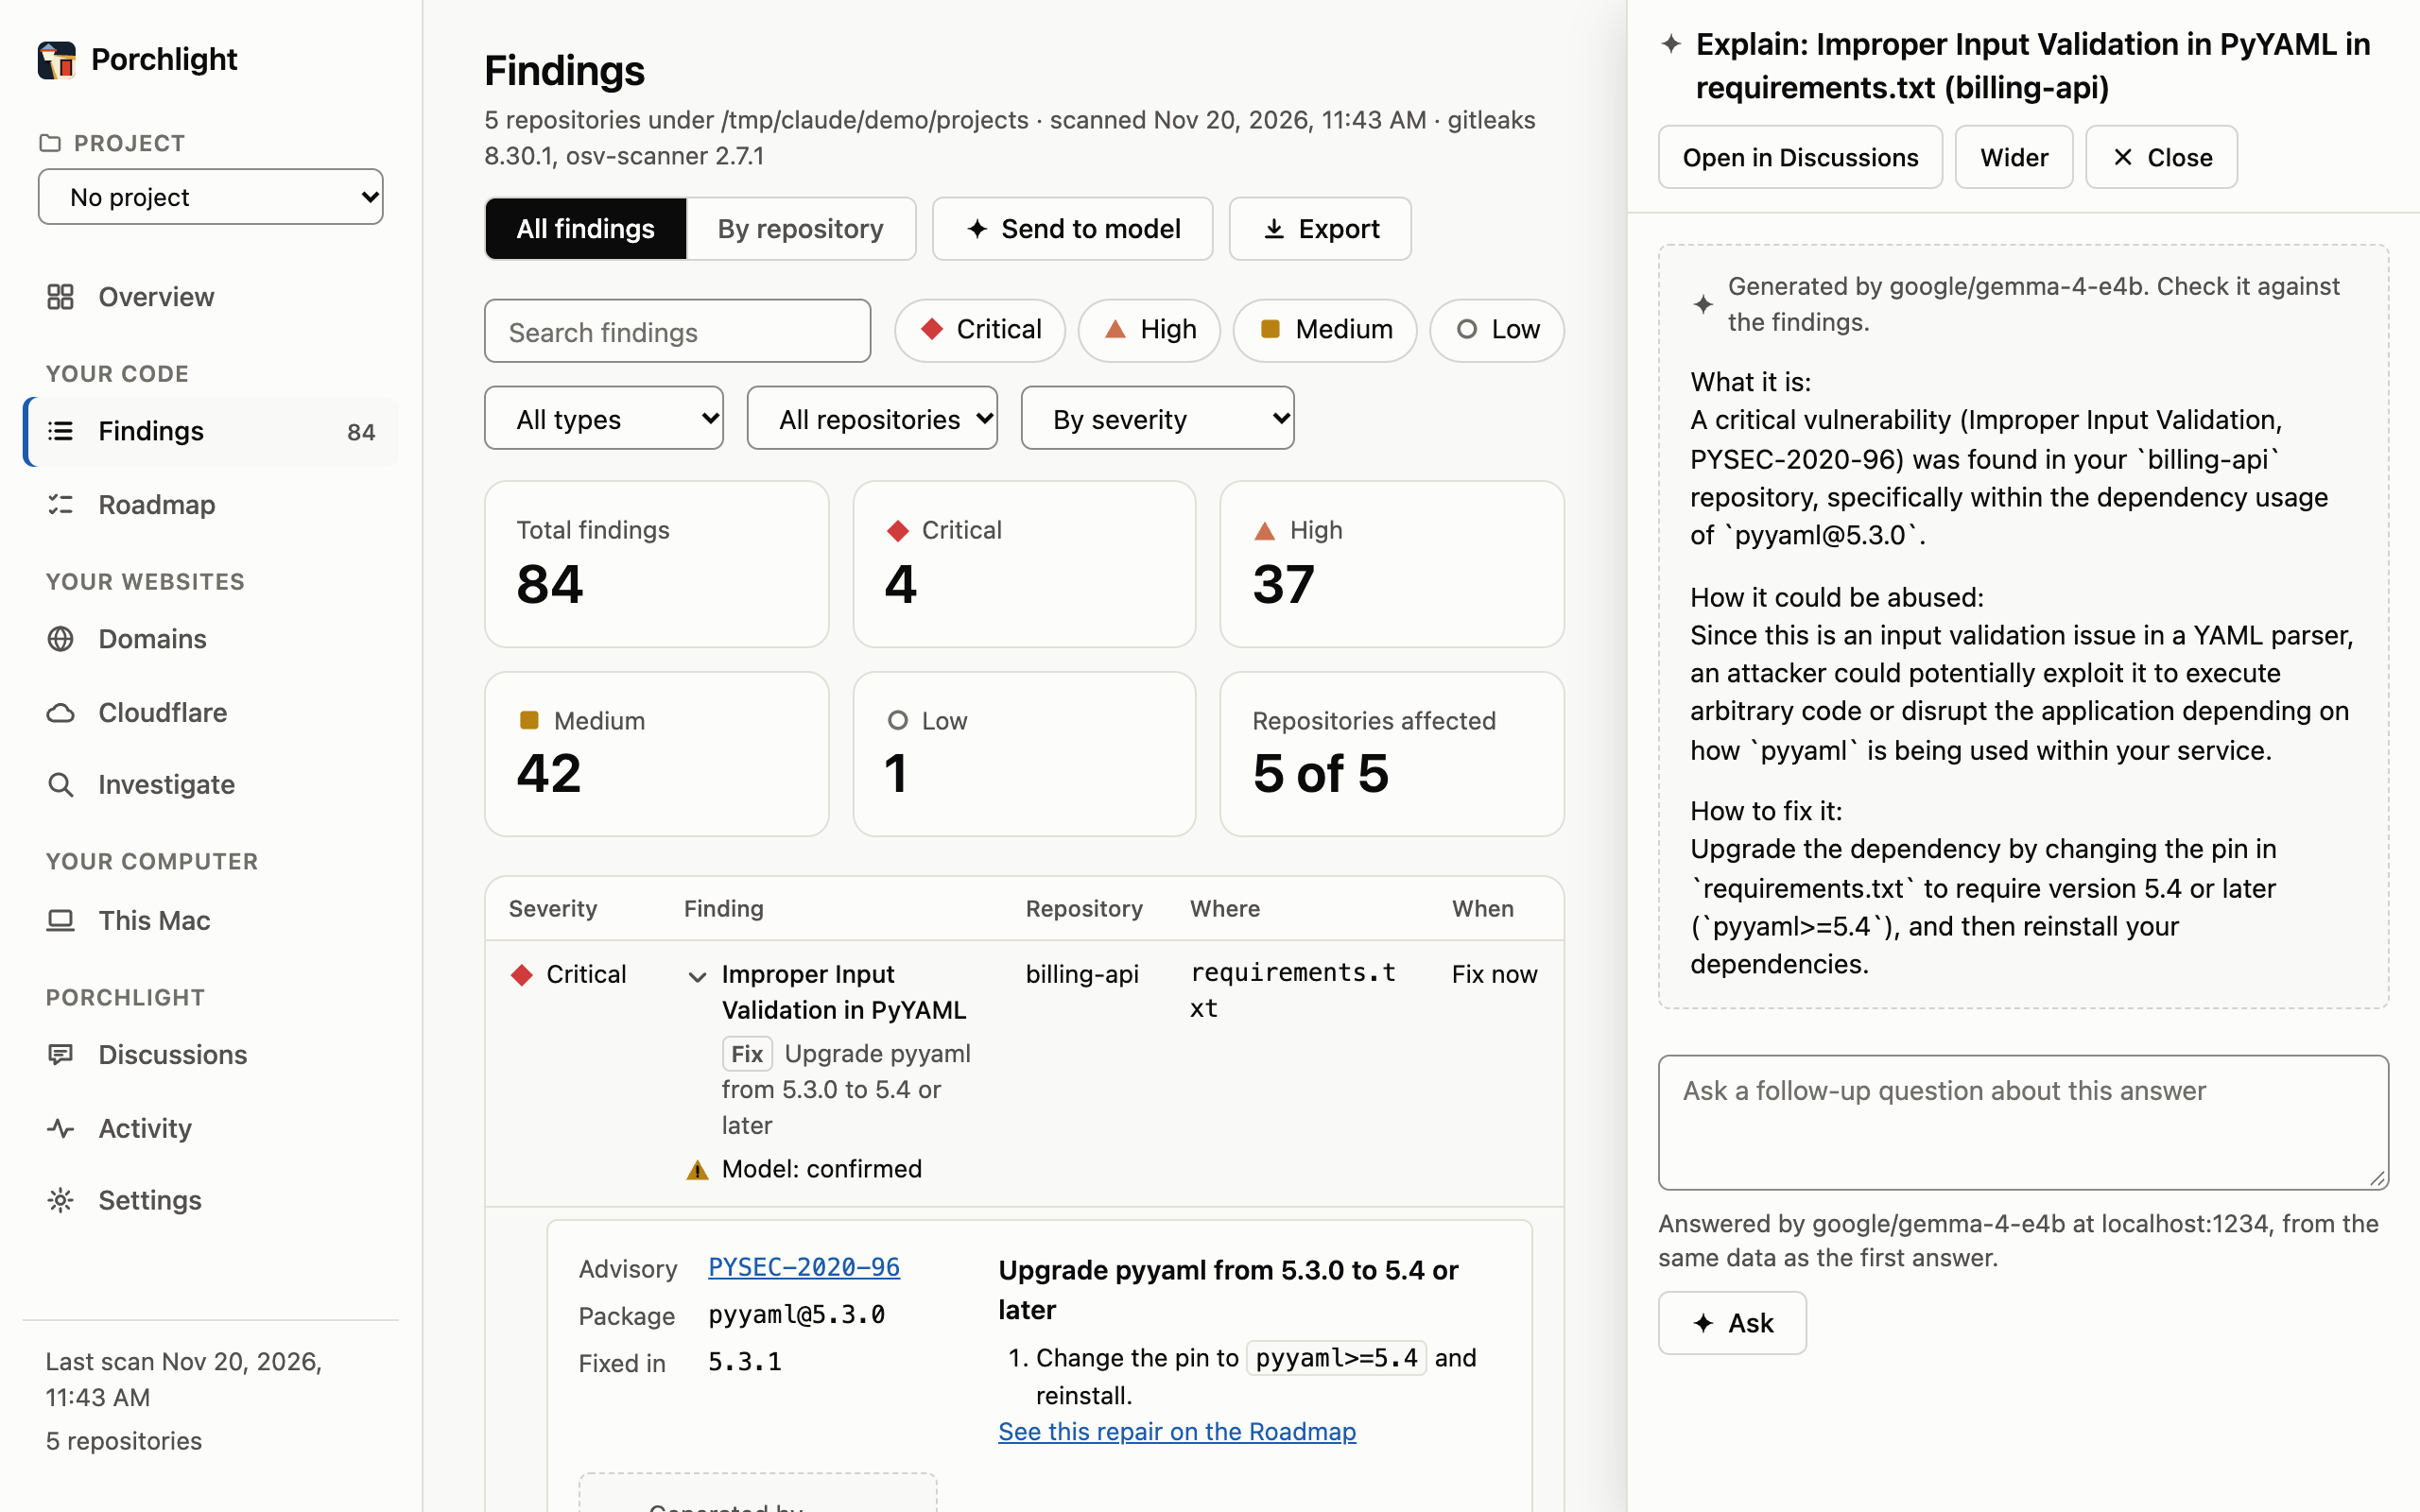 Porchlight
PROJECT
No project
Overview
YOUR CODE
Findings 84
Roadmap
YOUR WEBSITES
Domains
Cloudflare
Investigate
YOUR COMPUTER
This Mac
PORCHLIGHT
Discussions
Activity
Settings
Last scan Nov 20, 2026,
11:43 AM
5 repositories
Findings
5 repositories under /tmp/claude/demo/projects · scanned Nov 20, 2026, 11:43 AM · gitleaks
8.30.1, osv-scanner 2.7.1
All findings By repository Send to model Export
Search findings Critical High Medium Low
All types All repositories By severity
Total findings
84
Critical
4
High
37
Medium
42
Low
1
Repositories affected
5 of 5
Severity Finding Repository Where When
Critical Improper Input billing-api requirements.t Fix now
Validation in PyYAML xt
Fix Upgrade pyyaml
from 5.3.0 to 5.4 or
later
Model: confirmed
Advisory PYSEC-2020-96
Package pyyaml@5.3.0
Fixed in 5.3.1
Upgrade pyyaml from 5.3.0 to 5.4 or
later
1. Change the pin to pyyaml>=5.4 and
reinstall.
See this repair on the Roadmap
Generated by
Explain: Improper Input Validation in PyYAML in
requirements.txt (billing-api)
Open in Discussions Wider Close
Generated by google/gemma-4-e4b. Check it against
the findings.
What it is:
A critical vulnerability (Improper Input Validation,
PYSEC-2020-96) was found in your `billing-api`
repository, specifically within the dependency usage
of `pyyaml@5.3.0`.
How it could be abused:
Since this is an input validation issue in a YAML parser,
an attacker could potentially exploit it to execute
arbitrary code or disrupt the application depending on
how `pyyaml` is being used within your service.
How to fix it:
Upgrade the dependency by changing the pin in
`requirements.txt` to require version 5.4 or later
(`pyyaml>=5.4`), and then reinstall your
dependencies.
Ask a follow-up question about this answer
Answered by google/gemma-4-e4b at localhost:1234, from the
same data as the first answer.
Ask